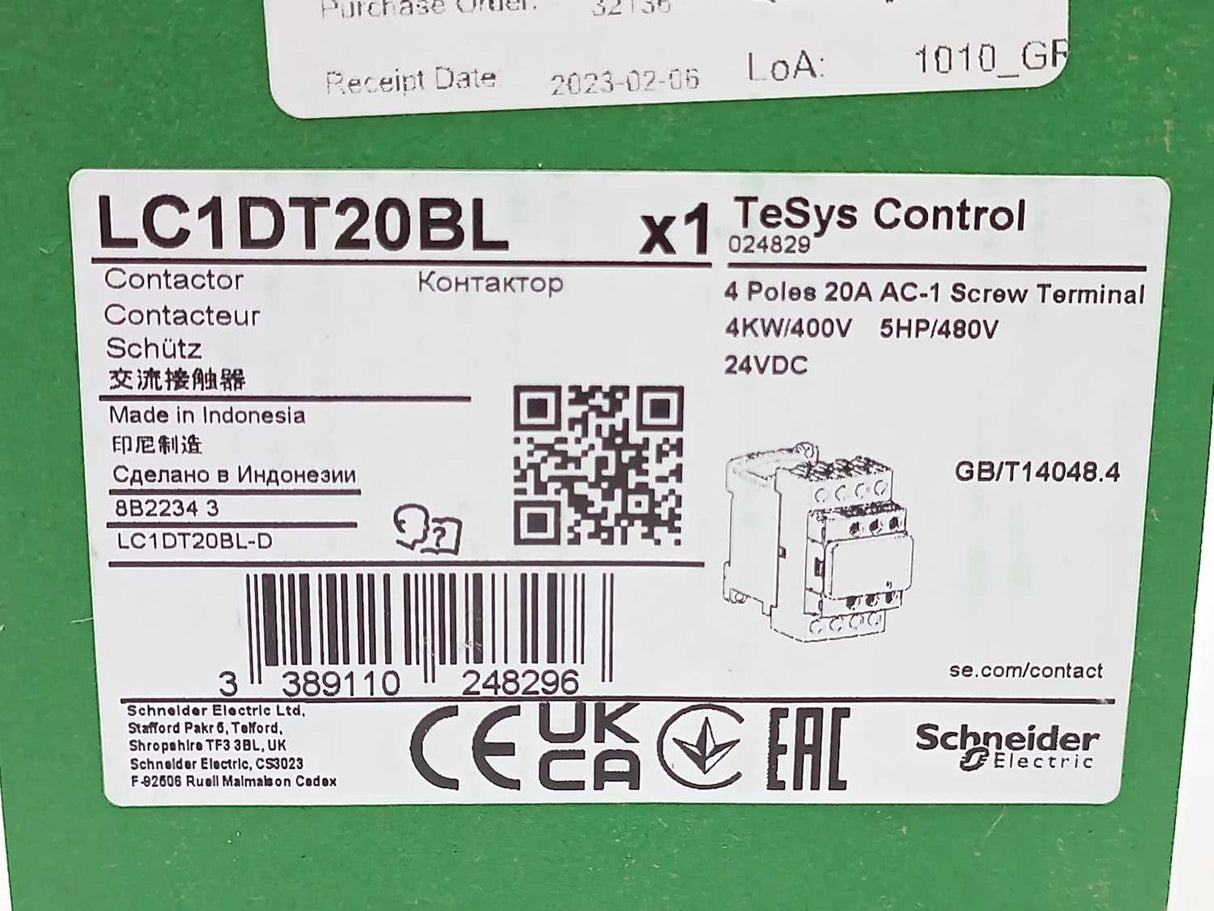 Purchase Order: 32136
Receipt Date: 2023-02-06 LoA: 1010_GR
LC1DT20BL x1
TeSys Control
024829
Contactor Контактор
Contacteur
Schütz
交流接触器
4 Poles 20A AC-1 Screw Terminal
4KW/400V 5HP/480V
24VDC
Made in Indonesia
印尼制造
Сделано в Индонезии
8B2234 3
LC1DT20BL-D
?
GB/T14048.4
se.com/contact
3 389110 248296
Schneider Electric Ltd,
Stafford Pakr 6, Telford,
Shropshire TF3 3BL, UK
Schneider Electric, CS3023
F-92506 Rueil Malmaison Cedex
CE UK CA EAC
Schneider Electric